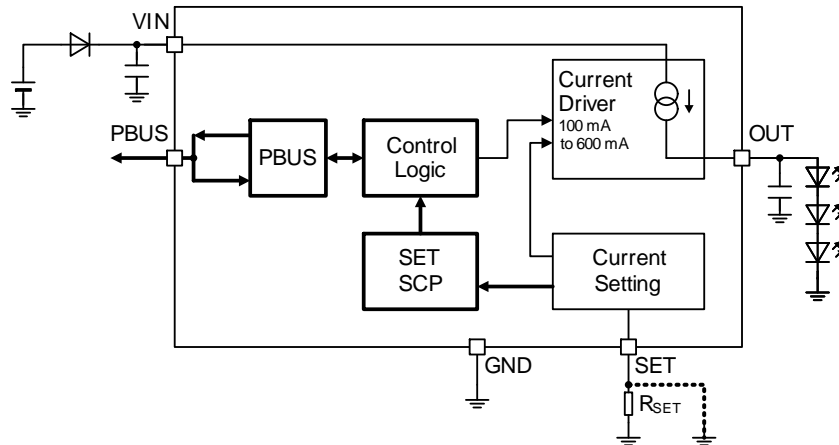 VIN
Current
Driver
100 mA
to 600 mA
PBUS
PBUS
Control
Logic
OUT
SET
SCP
Current
Setting
GND
SET
RSET